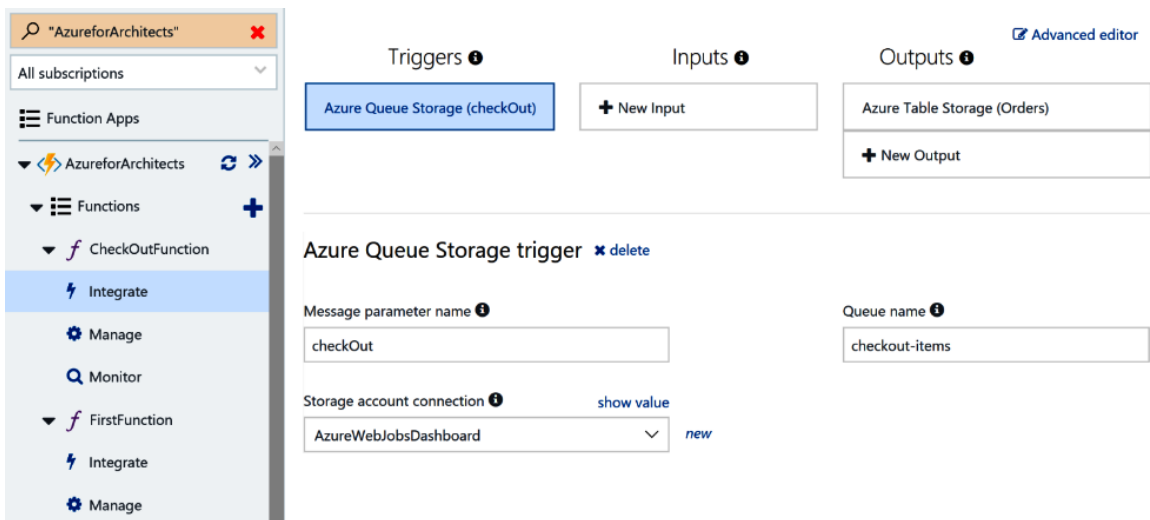 "AzureforArchitects"
All subscriptions
Function Apps
AzureforArchitects
Functions
CheckOutFunction
Integrate
Manage
Monitor
FirstFunction
Integrate
Manage
Advanced editor
Triggers
Inputs
Outputs
Azure Queue Storage (checkOut)
New Input
Azure Table Storage (Orders)
New Output
Azure Queue Storage trigger delete
Message parameter name
checkOut
Queue name
checkout-items
Storage account connection show value
AzureWebJobsDashboard new